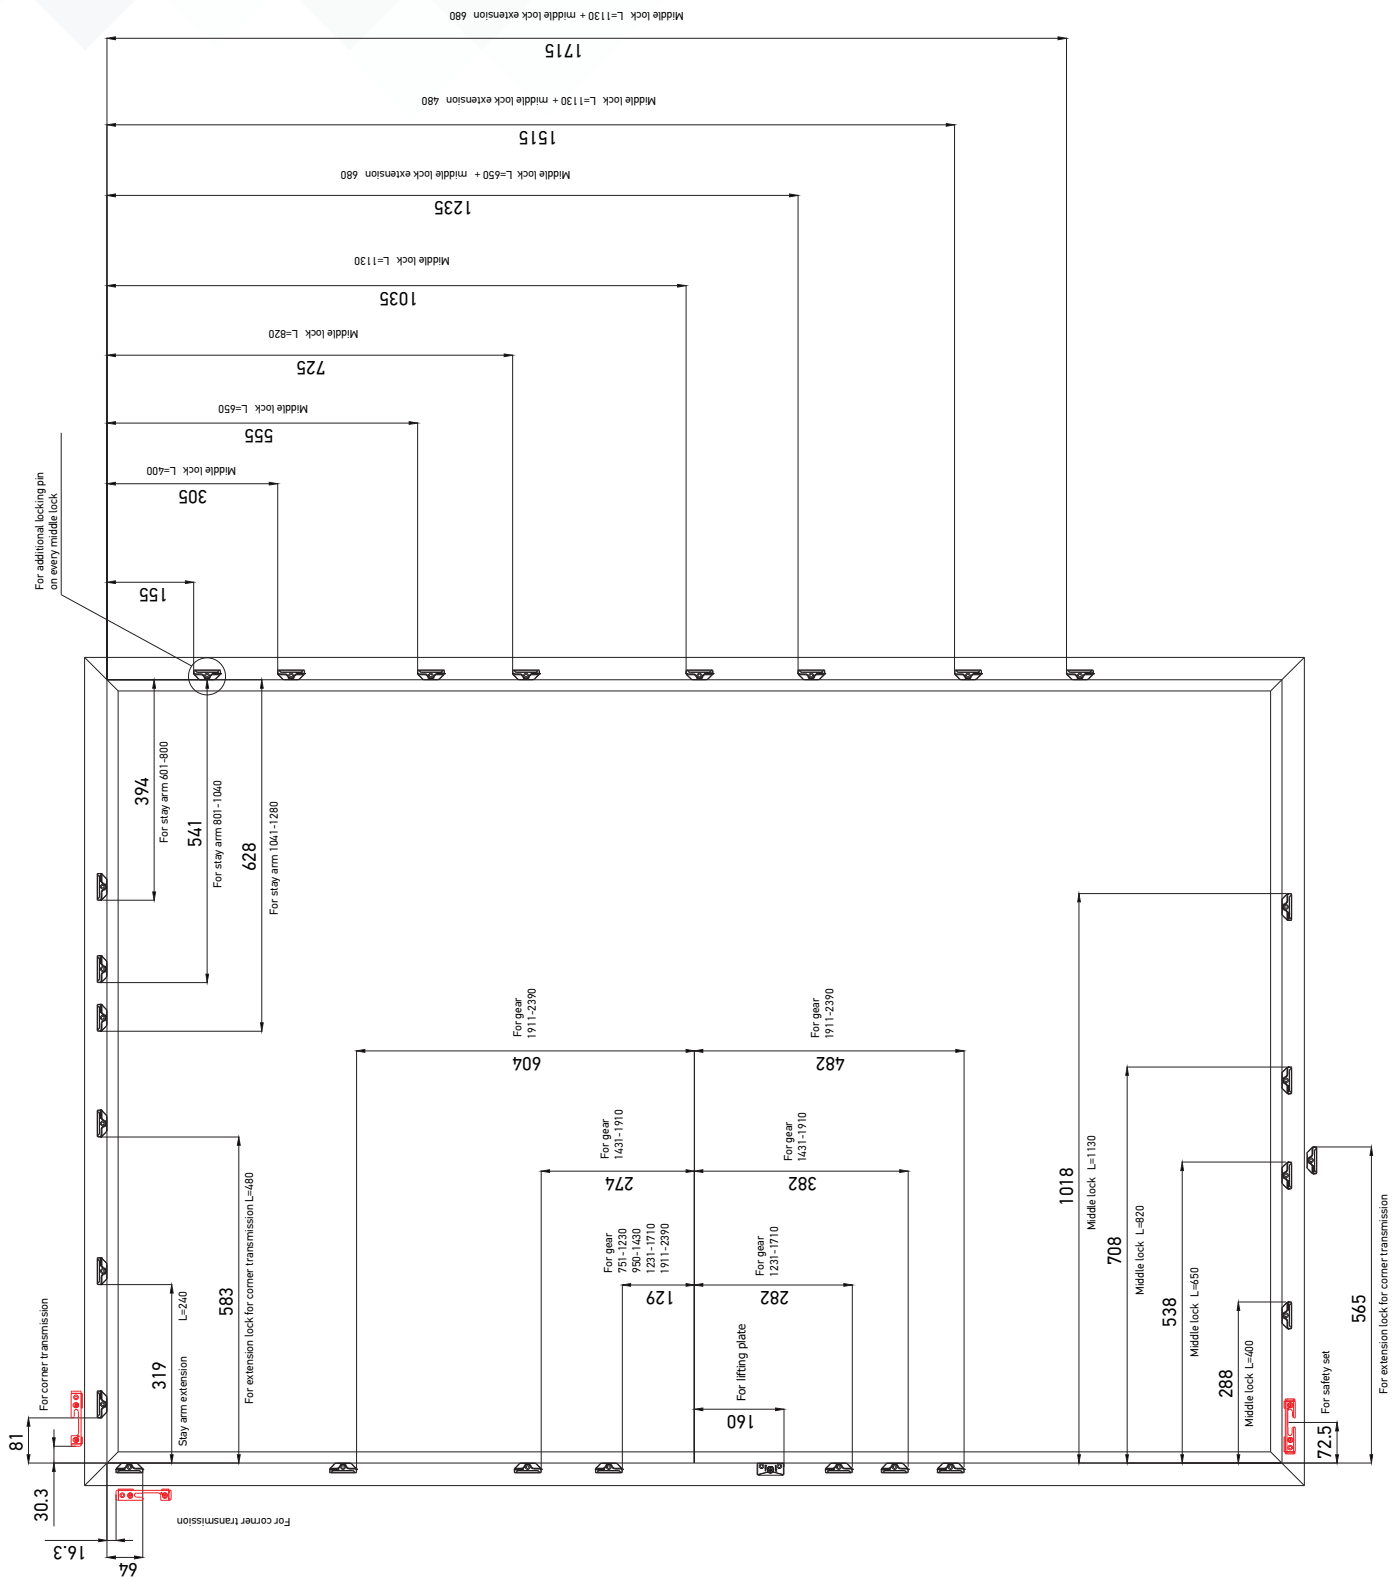 Middle lock L=1130 + middle lock extension 680
1715
Middle lock L=1130 + middle lock extension 480
1515
Middle lock L=650 + middle lock extension 680
1235
Middle lock L=1130
1035
Middle lock L=820
725
Middle lock L=650
555
Middle lock L=400
305
For additional locking pin
on every middle lock
155
394
For stay arm 601-800
541
For stay arm 801-1040
628
For stay arm 1041-1280
For gear
1911-2390
604
For gear
1911-2390
482
For gear
1431-1910
274
For gear
1431-1910
382
For gear
751-1230
950-1430
1231-1710
1911-2390
129
For gear
1231-1710
282
For lifting plate
160
1018
Middle lock L=1130
708
Middle lock L=820
538
Middle lock L=650
288
Middle lock L=400
565
For extension lock for corner transmission
72.5
For safety set
583
For extension lock for corner transmission L=480
319
Stay arm extension L=240
For corner transmission
81
30.3
16.3
64
For corner transmission